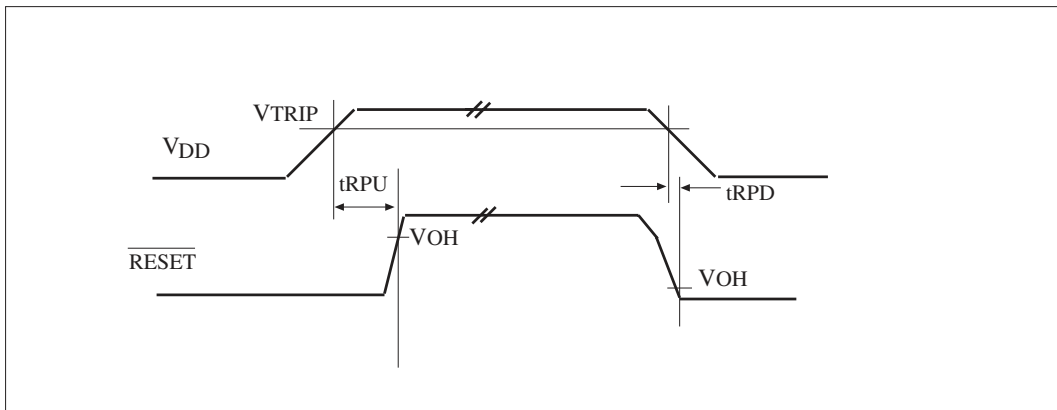 VTRIP
VDD
tRPU
tRPD
VOH
RESET
VOH